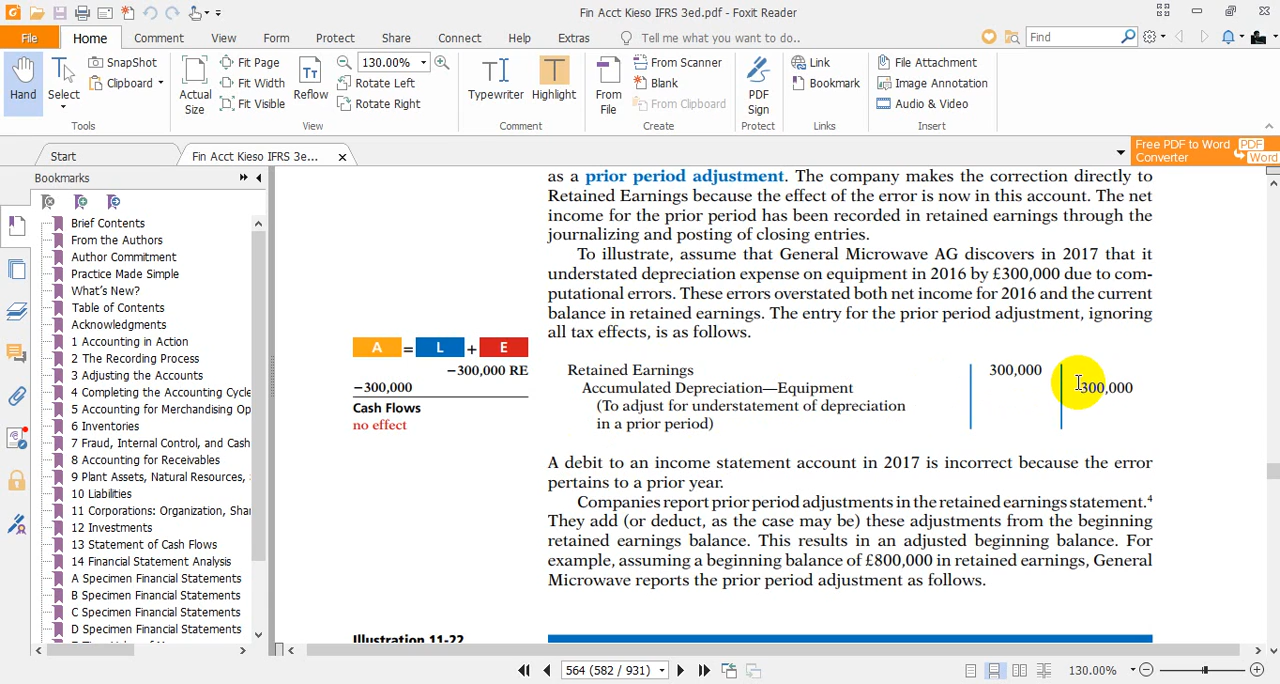 Fin Acct Kieso IFRS 3ed.pdf - Foxit Reader
File Home Comment View Form Protect Share Connect Help Extras Tell me what you want to do.. Find
Hand
Select
SnapShot
Clipboard
Tools
Actual Size
Fit Page
Fit Width
Fit Visible
Reflow
130.00%
Rotate Left
Rotate Right
View
Typewriter
Highlight
Comment
From File
From Scanner
Blank
From Clipboard
Create
PDF Sign
Protect
Link
Bookmark
Links
File Attachment
Image Annotation
Audio & Video
Insert
Start
Fin Acct Kieso IFRS 3e...
Free PDF to Word Converter
PDF
Word
Bookmarks
Brief Contents
From the Authors
Author Commitment
Practice Made Simple
What's New?
Table of Contents
Acknowledgments
1 Accounting in Action
2 The Recording Process
3 Adjusting the Accounts
4 Completing the Accounting Cycle
5 Accounting for Merchandising Op
6 Inventories
7 Fraud, Internal Control, and Cash
8 Accounting for Receivables
9 Plant Assets, Natural Resources,
10 Liabilities
11 Corporations: Organization, Sha
12 Investments
13 Statement of Cash Flows
14 Financial Statement Analysis
A Specimen Financial Statements
B Specimen Financial Statements
C Specimen Financial Statements
D Specimen Financial Statements
as a prior period adjustment. The company makes the correction directly to
Retained Earnings because the effect of the error is now in this account. The net
income for the prior period has been recorded in retained earnings through the
journalizing and posting of closing entries.
To illustrate, assume that General Microwave AG discovers in 2017 that it
understated depreciation expense on equipment in 2016 by £300,000 due to com-
putational errors. These errors overstated both net income for 2016 and the current
balance in retained earnings. The entry for the prior period adjustment, ignoring
all tax effects, is as follows.
A = L + E
−300,000 RE
−300,000
Cash Flows
no effect
Retained Earnings 300,000
Accumulated Depreciation—Equipment 300,000
(To adjust for understatement of depreciation
in a prior period)
A debit to an income statement account in 2017 is incorrect because the error
pertains to a prior year.
Companies report prior period adjustments in the retained earnings statement.4
They add (or deduct, as the case may be) these adjustments from the beginning
retained earnings balance. This results in an adjusted beginning balance. For
example, assuming a beginning balance of £800,000 in retained earnings, General
Microwave reports the prior period adjustment as follows.
Illustration 11-22
564 (582 / 931)
130.00%